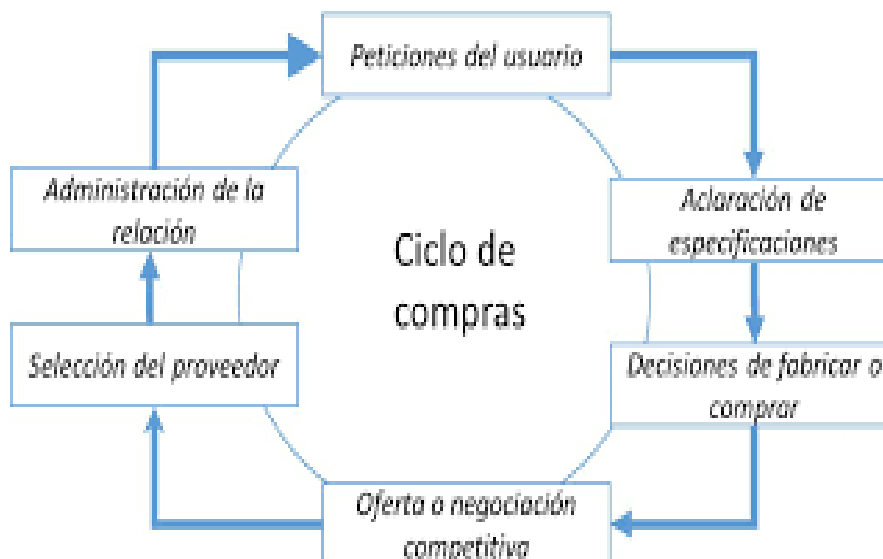 Peticiones del usuario
Aclaración de
especificaciones
Decisiones de fabricar o
comprar
Oferta o negociación
competitiva
Selección del proveedor
Administración de la
relación
Ciclo de
compras